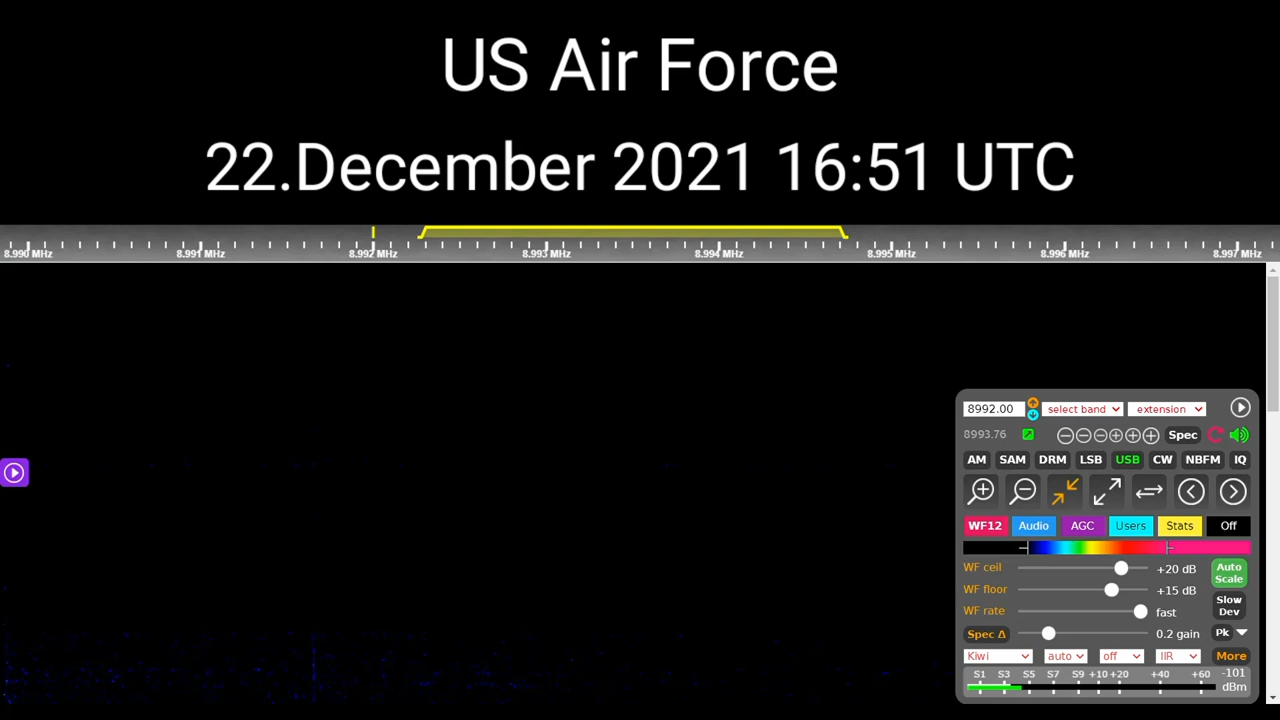 US Air Force
22.December 2021 16:51 UTC
8.990 MHz 8.991 MHz 8.992 MHz 8.993 MHz 8.994 MHz 8.995 MHz 8.996 MHz 8.997 MHz
8992.00 select band extension
8993.76 Spec
AM SAM DRM LSB USB CW NBFM IQ
WF12 Audio AGC Users Stats Off
WF ceil +20 dB Auto Scale
WF floor +15 dB
WF rate fast Slow Dev
Spec Δ 0.2 gain Pk
Kiwi auto off IIR More
S1 S3 S5 S7 S9 +10 +20 +40 +60 -101 dBm